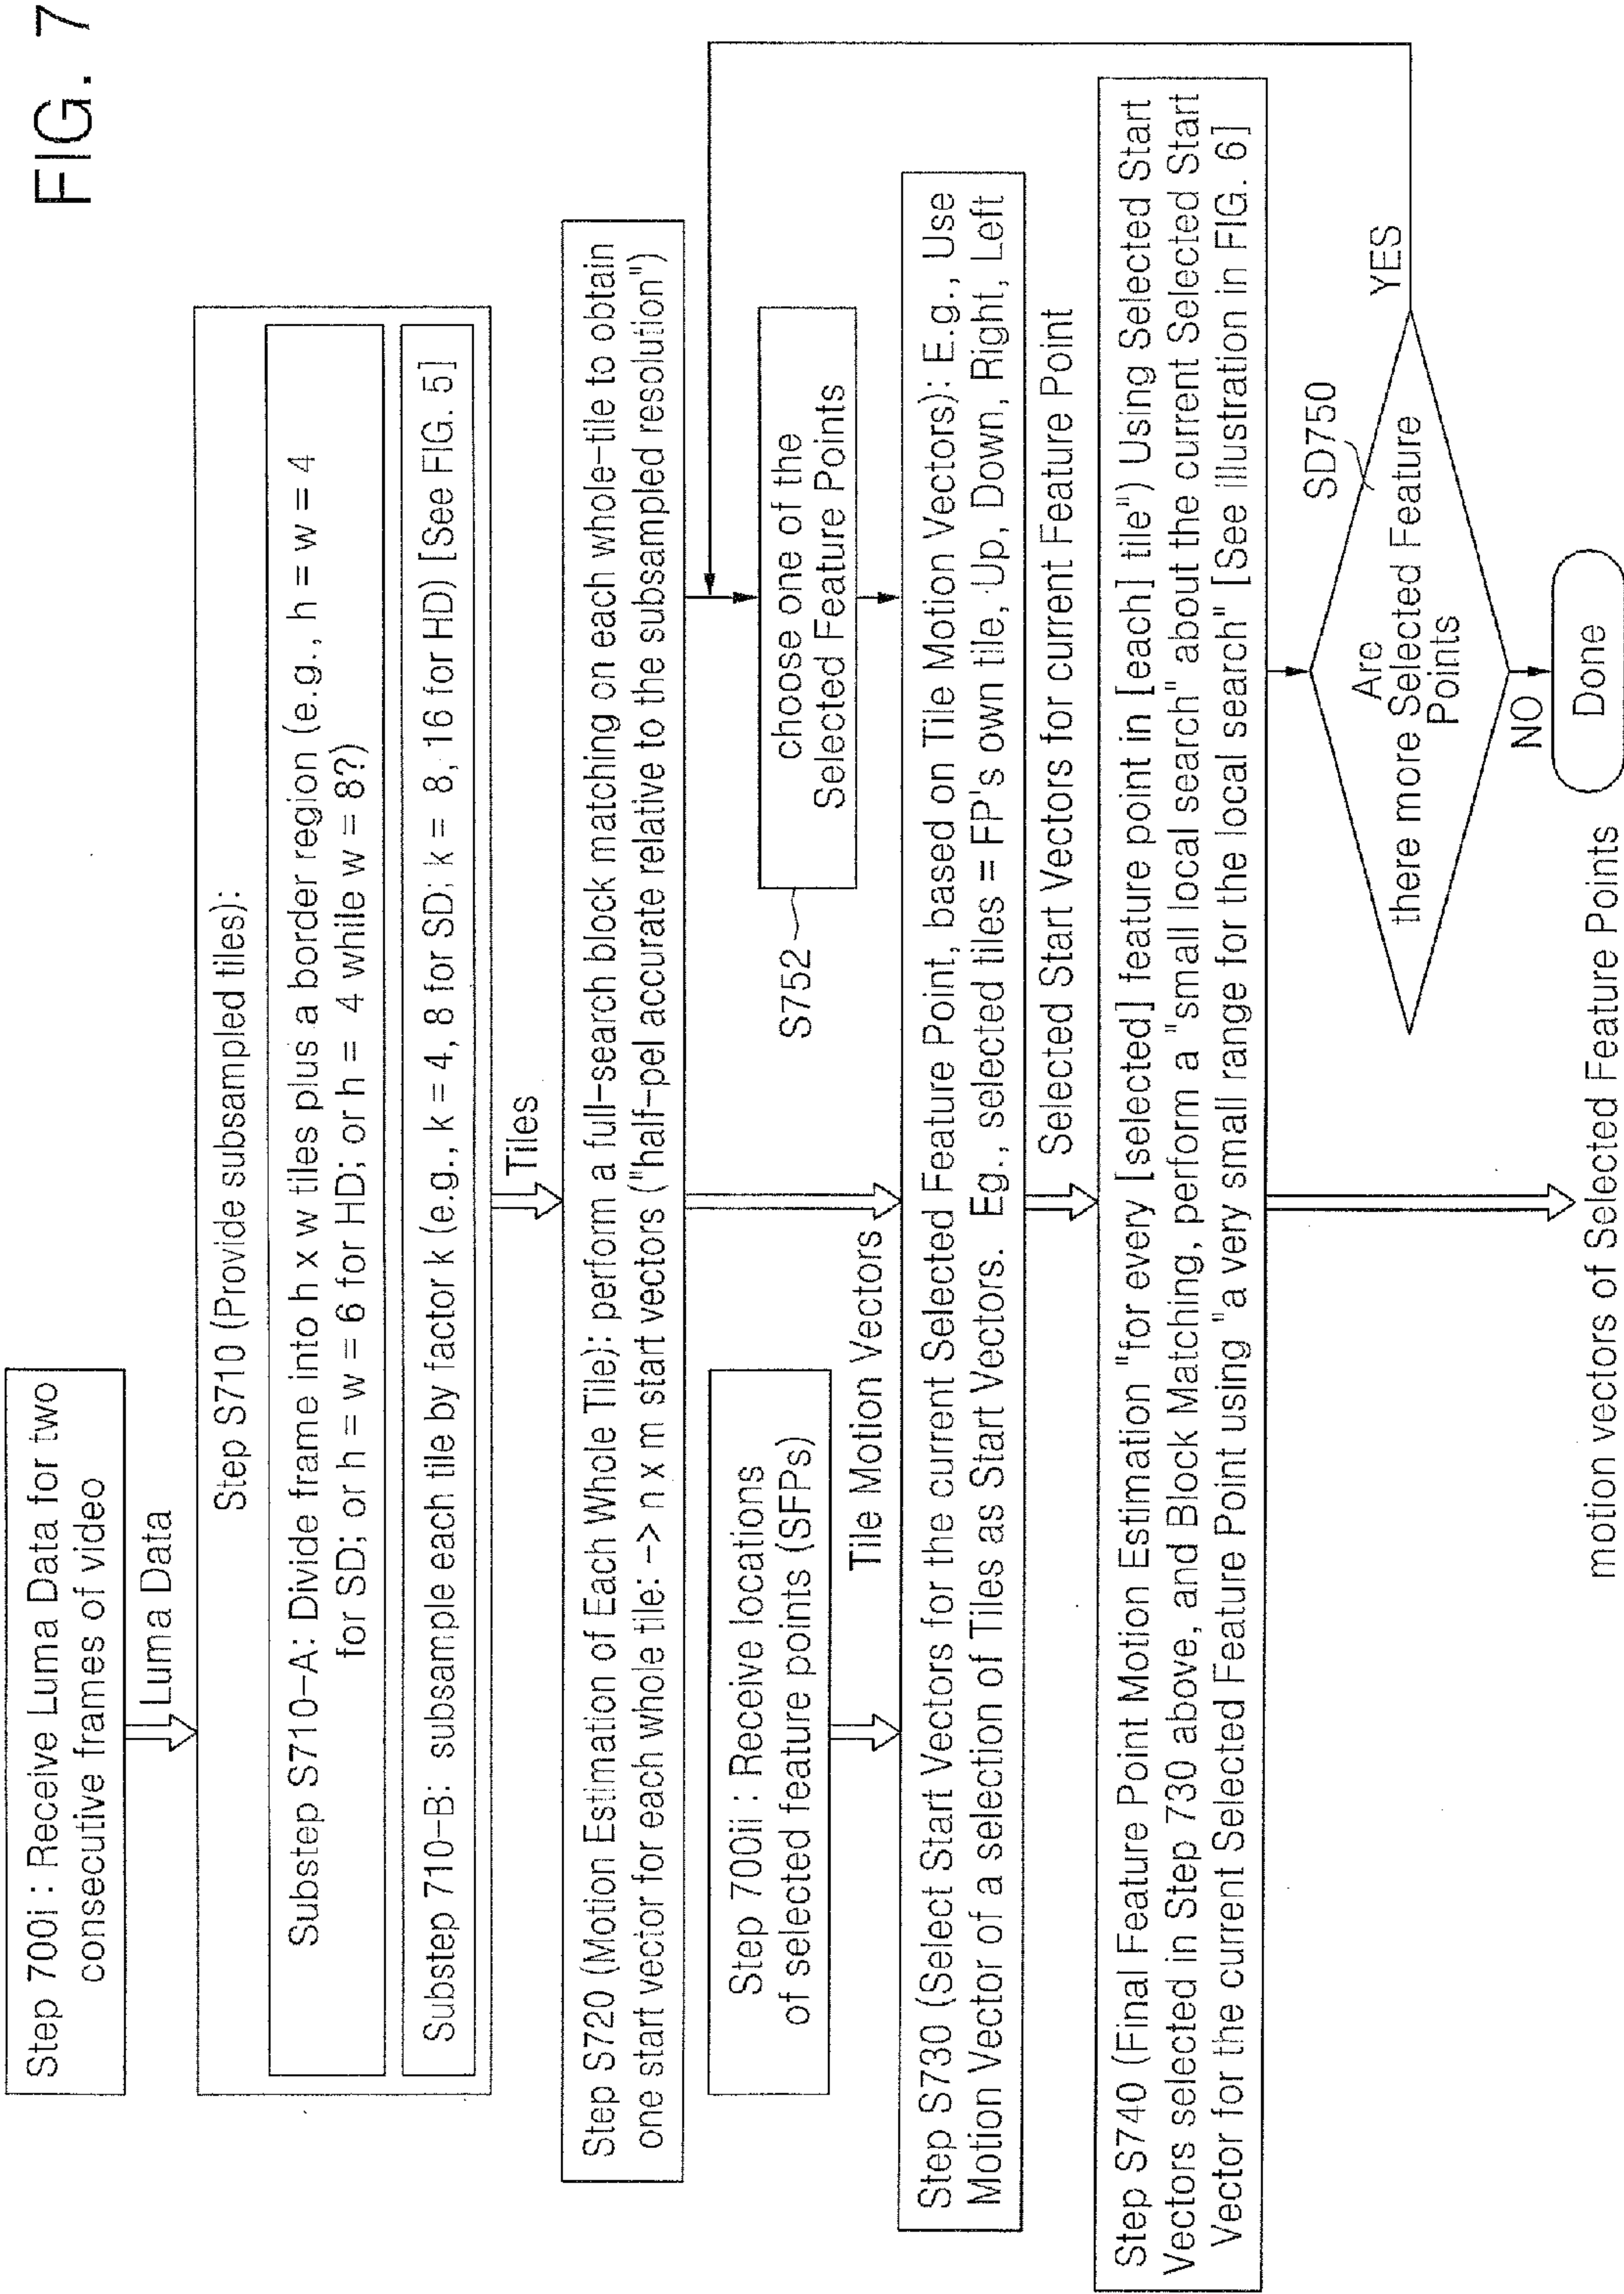 FIG. 7
Step 700i : Receive Luma Data for two
consecutive frames of video
Luma Data
Step S710 (Provide subsampled tiles):
Substep S710-A: Divide frame into h x w tiles plus a border region (e.g., h = w = 4
for SD; or h = w = 6 for HD; or h = 4 while w = 8?)
Substep 710-B: subsample each tile by factor k (e.g., k = 4, 8 for SD; k = 8, 16 for HD) [See FIG. 5]
Tiles
Step S720 (Motion Estimation of Each Whole Tile): perform a full-search block matching on each whole-tile to obtain
one start vector for each whole tile: -> n x m start vectors ("half-pel accurate relative to the subsampled resolution")
Step 700ii : Receive locations
of selected feature points (SFPs)
Tile Motion Vectors
S752
choose one of the
Selected Feature Points
Step S730 (Select Start Vectors for the current Selected Feature Point, based on Tile Motion Vectors): E.g., Use
Motion Vector of a selection of Tiles as Start Vectors. Eg., selected tiles = FP's own tile, Up, Down, Right, Left
Selected Start Vectors for current Feature Point
Step S740 (Final Feature Point Motion Estimation "for every [selected] feature point in [each] tile") Using Selected Start
Vectors selected in Step 730 above, and Block Matching, perform a "small local search" about the current Selected Start
Vector for the current Selected Feature Point using "a very small range for the local search" [See illustration in FIG. 6]
SD750
Are
there more Selected Feature
Points
YES
NO
Done
motion vectors of Selected Feature Points